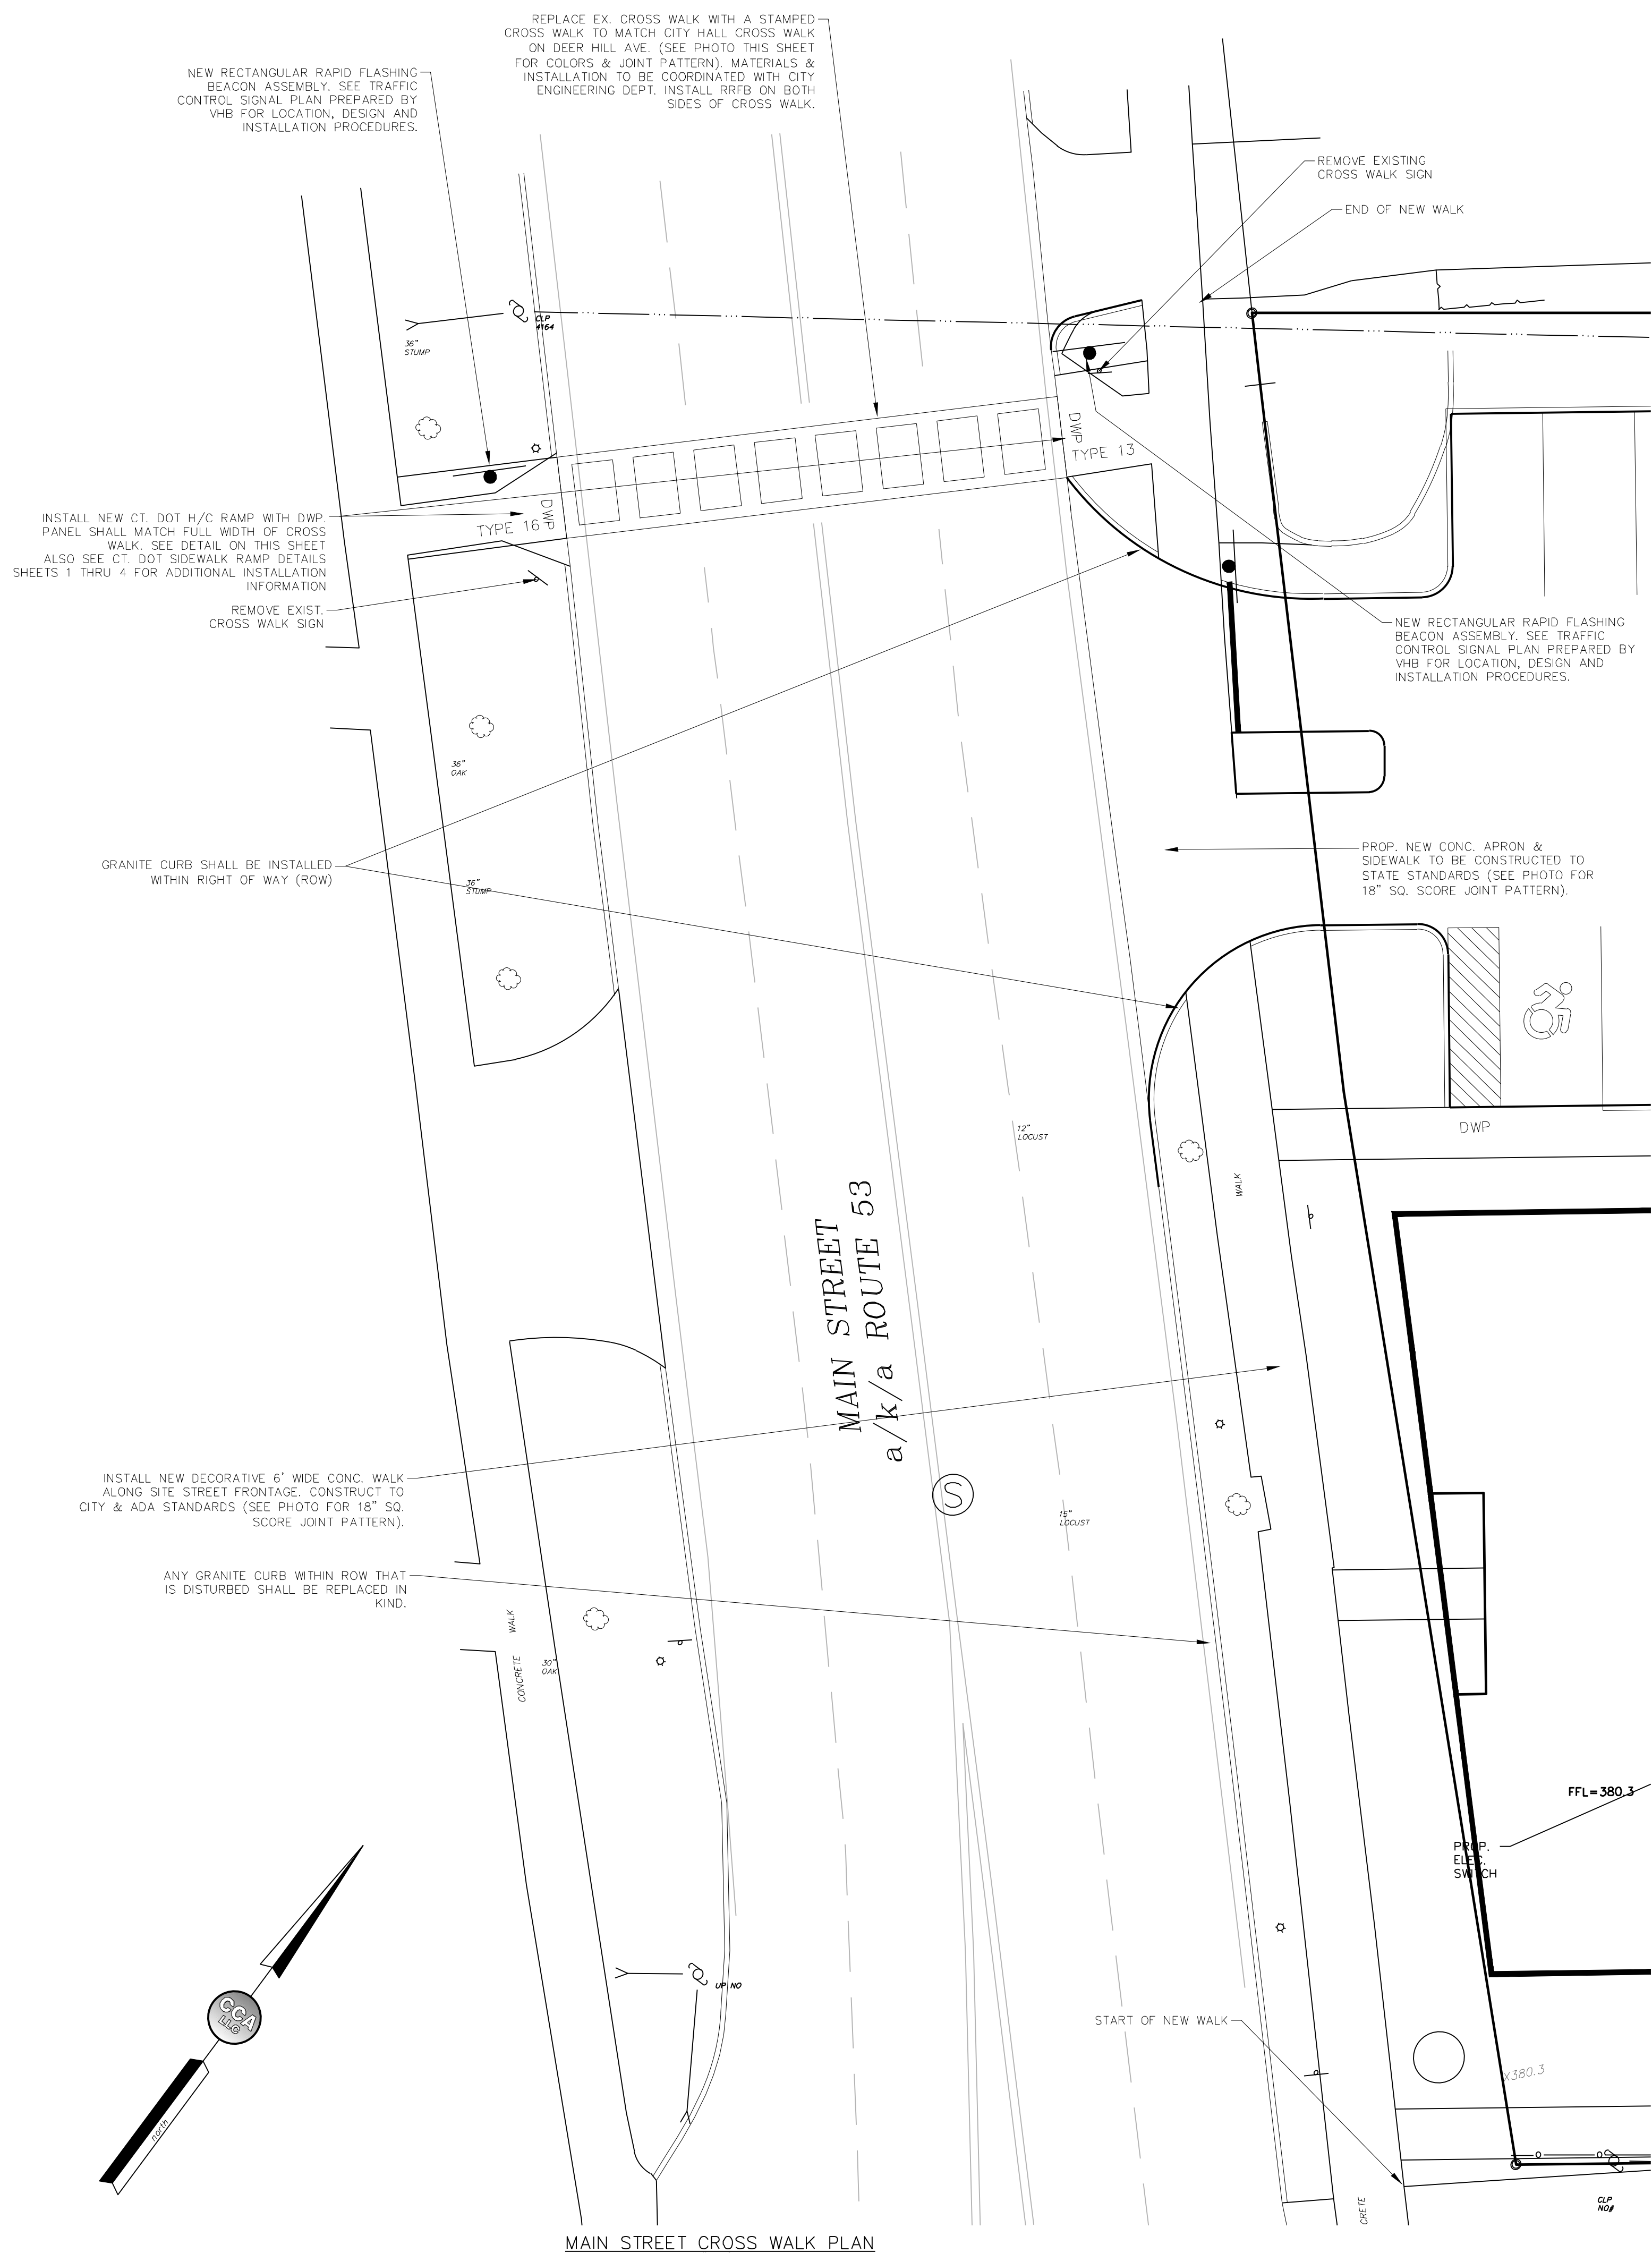 REPLACE EX. CROSS WALK WITH A STAMPED
CROSS WALK TO MATCH CITY HALL CROSS WALK
ON DEER HILL AVE. (SEE PHOTO THIS SHEET
FOR COLORS & JOINT PATTERN). MATERIALS &
INSTALLATION TO BE COORDINATED WITH CITY
ENGINEERING DEPT. INSTALL RRFB ON BOTH
SIDES OF CROSS WALK.
NEW RECTANGULAR RAPID FLASHING
BEACON ASSEMBLY. SEE TRAFFIC
CONTROL SIGNAL PLAN PREPARED BY
VHB FOR LOCATION, DESIGN AND
INSTALLATION PROCEDURES.
REMOVE EXISTING
CROSS WALK SIGN
END OF NEW WALK
CLP
4164
36"
STUMP
DWP
TYPE 13
DWP
TYPE 16
INSTALL NEW CT. DOT H/C RAMP WITH DWP.
PANEL SHALL MATCH FULL WIDTH OF CROSS
WALK. SEE DETAIL ON THIS SHEET
ALSO SEE CT. DOT SIDEWALK RAMP DETAILS
SHEETS 1 THRU 4 FOR ADDITIONAL INSTALLATION
INFORMATION
REMOVE EXIST.
CROSS WALK SIGN
NEW RECTANGULAR RAPID FLASHING
BEACON ASSEMBLY. SEE TRAFFIC
CONTROL SIGNAL PLAN PREPARED BY
VHB FOR LOCATION, DESIGN AND
INSTALLATION PROCEDURES.
36"
OAK
GRANITE CURB SHALL BE INSTALLED
WITHIN RIGHT OF WAY (ROW)
36"
STUMP
PROP. NEW CONC. APRON &
SIDEWALK TO BE CONSTRUCTED TO
STATE STANDARDS (SEE PHOTO FOR
18" SQ. SCORE JOINT PATTERN).
12"
LOCUST
DWP
WALK
MAIN STREET
a/k/a ROUTE 53
INSTALL NEW DECORATIVE 6' WIDE CONC. WALK
ALONG SITE STREET FRONTAGE. CONSTRUCT TO
CITY & ADA STANDARDS (SEE PHOTO FOR 18" SQ.
SCORE JOINT PATTERN).
S
15"
LOCUST
ANY GRANITE CURB WITHIN ROW THAT
IS DISTURBED SHALL BE REPLACED IN
KIND.
CONCRETE WALK
30"
OAK
FFL=380.3
PROP.
ELEC.
SWITCH
UP NO
CCA
LLC
north
START OF NEW WALK
X380.3
CRETE
CLP
NO#
MAIN STREET CROSS WALK PLAN